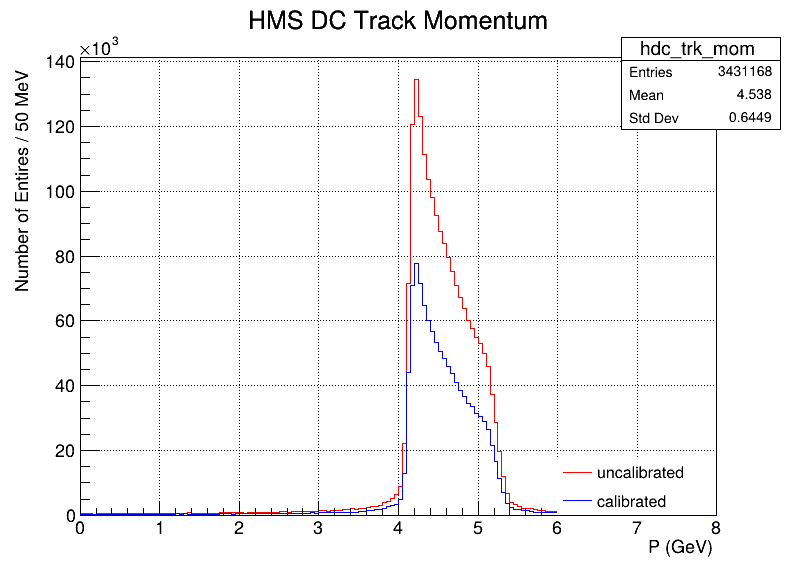 HMS DC Track Momentum
×10³
hdc_trk_mom
Entries 3431168
Mean 4.538
Std Dev 0.6449
Number of Entires / 50 MeV
140
120
100
80
60
40
20
0
uncalibrated
calibrated
0 1 2 3 4 5 6 7 8
P (GeV)